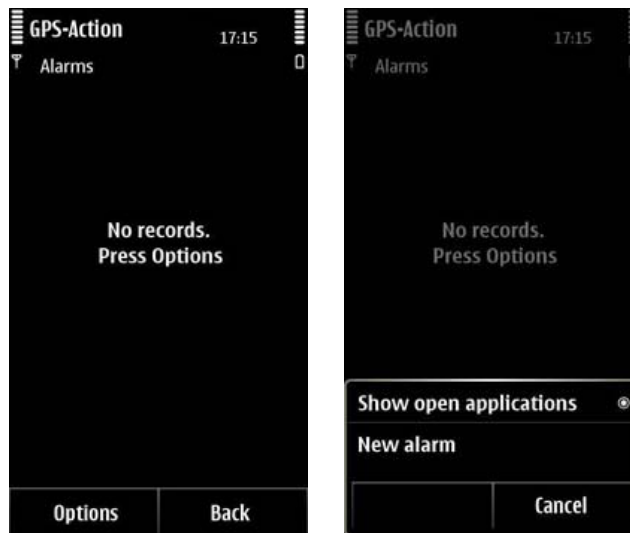 GPS-Action
17:15
Alarms
No records.
Press Options
Options
Back
GPS-Action
17:15
Alarms
No records.
Press Options
Show open applications
New alarm
Cancel